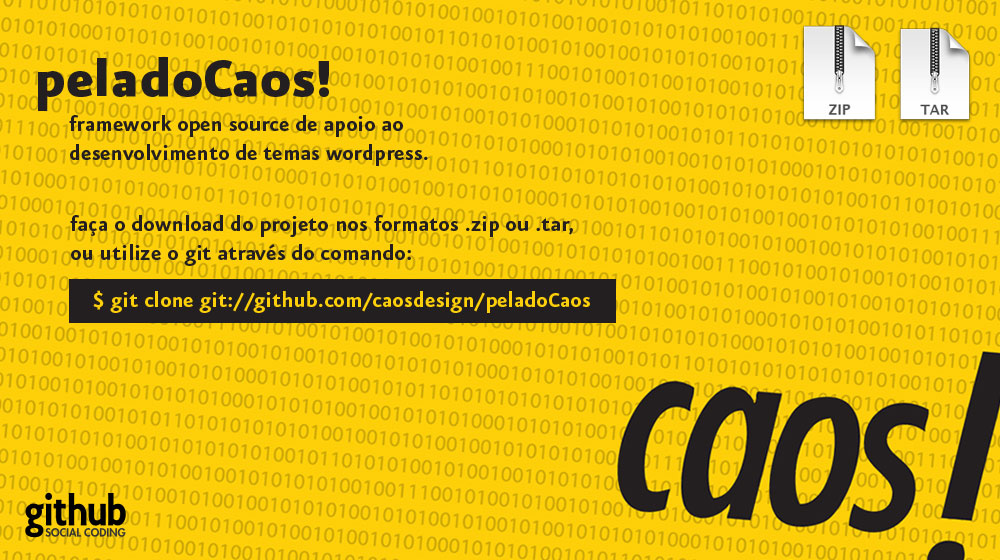 peladoCaos!
framework open source de apoio ao
desenvolvimento de temas wordpress.
faça o download do projeto nos formatos .zip ou .tar,
ou utilize o git através do comando:
$ git clone git://github.com/caosdesign/peladoCaos
ZIP
TAR
caos!
github
SOCIAL CODING